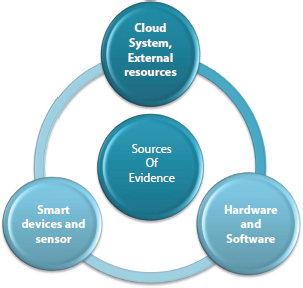 Cloud
System,
External
resources
Sources
Of
Evidence
Smart
devices and
sensor
Hardware
and
Software